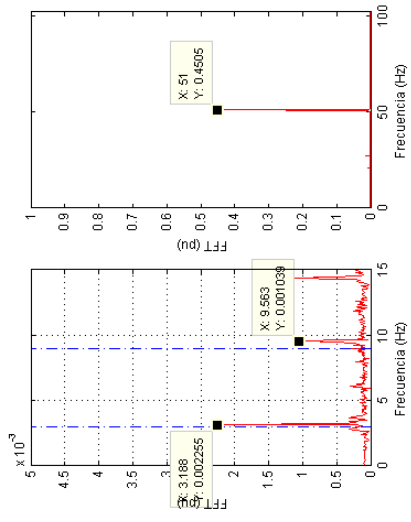 1
0.9
0.8
0.7
0.6
0.5
0.4
0.3
0.2
0.1
0
FFT (pu)
X: 51
Y: 0.4505
0
50
100
Frecuencia (Hz)
x 10⁻³
5
4.5
4
3.5
3
2.5
2
1.5
1
0.5
0
FFT (pu)
X: 3.188
Y: 0.002255
X: 9.563
Y: 0.001039
0
5
10
15
Frecuencia (Hz)